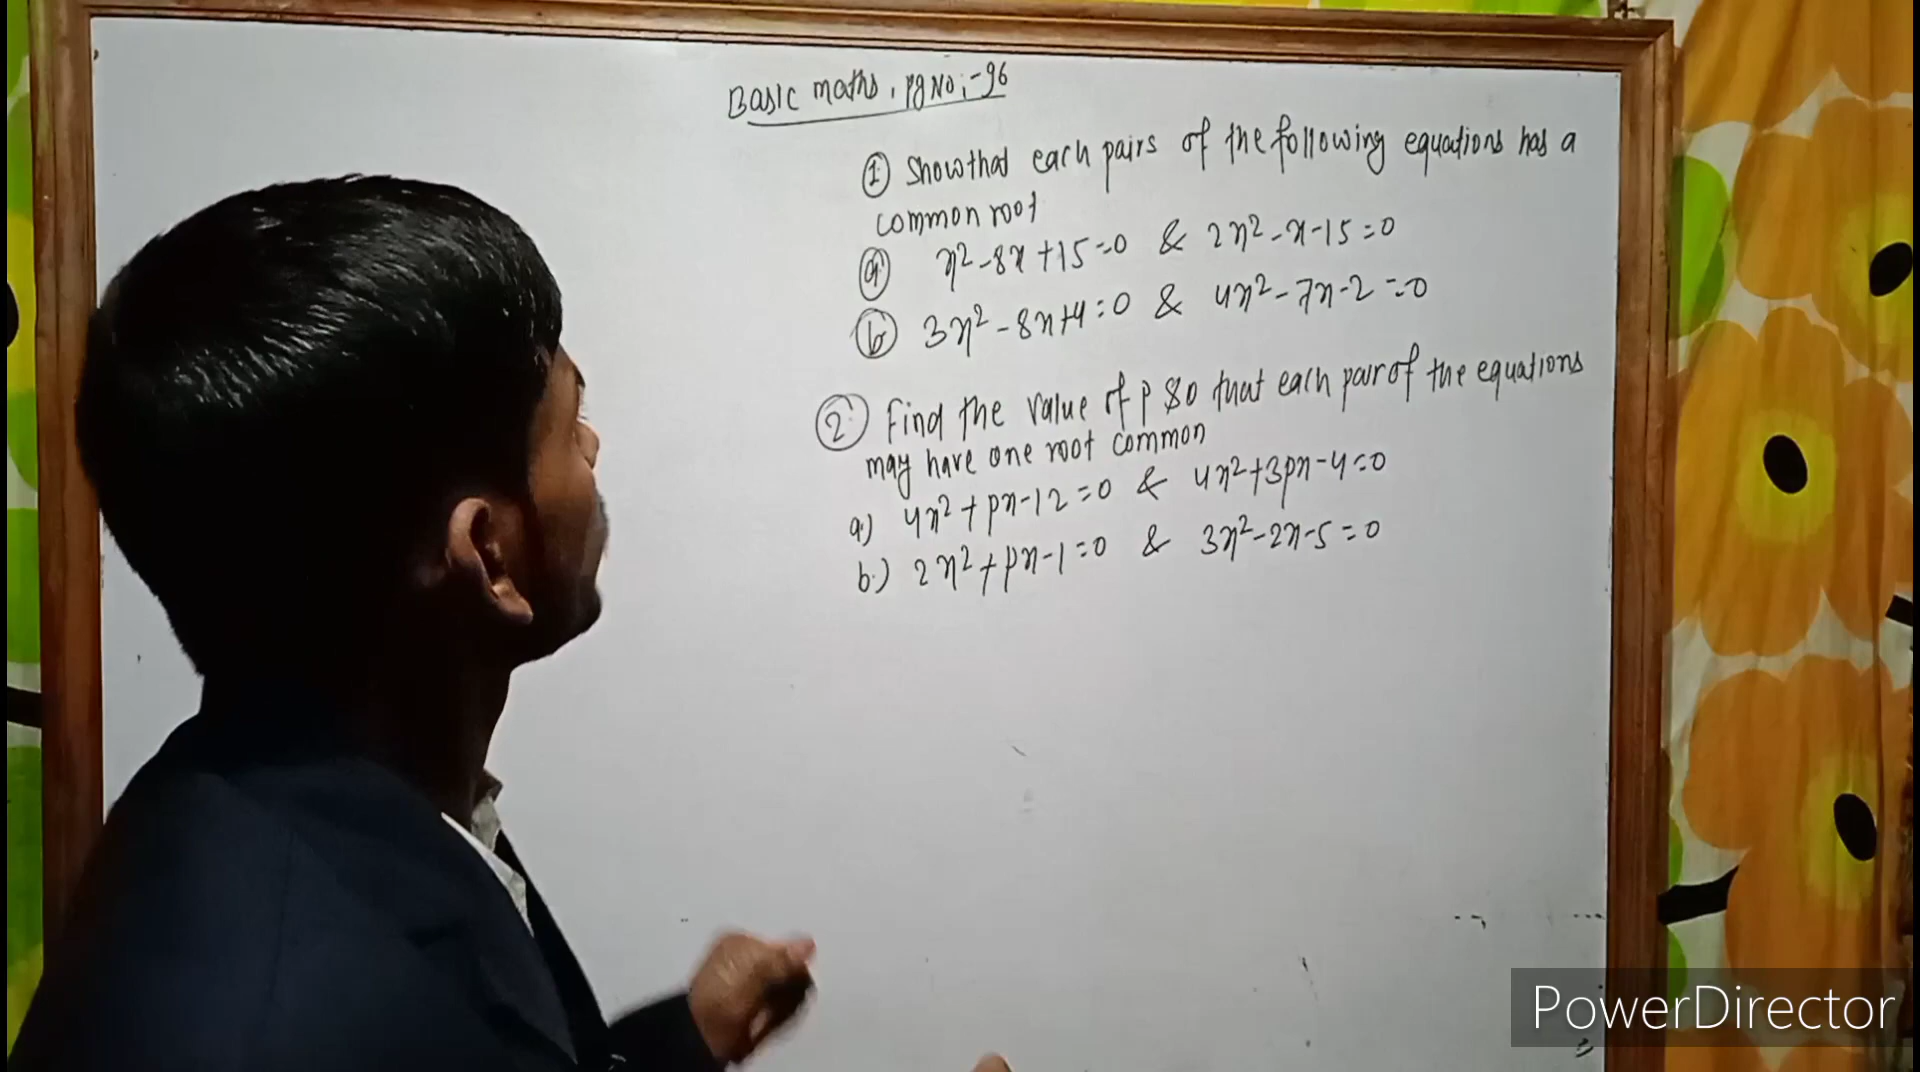 Basic maths, pg No:-96
① Show that each pairs of the following equations has a
common root
ⓐ x²-8x+15=0 & 2x²-x-15=0
ⓑ 3x²-8x+4=0 & 4x²-7x-2=0
② Find the value of p so that each pair of the equations
may have one root common
a) 4x²+px-12=0 & 4x²+3px-4=0
b.) 2x²+px-1=0 & 3x²-2x-5=0
PowerDirector